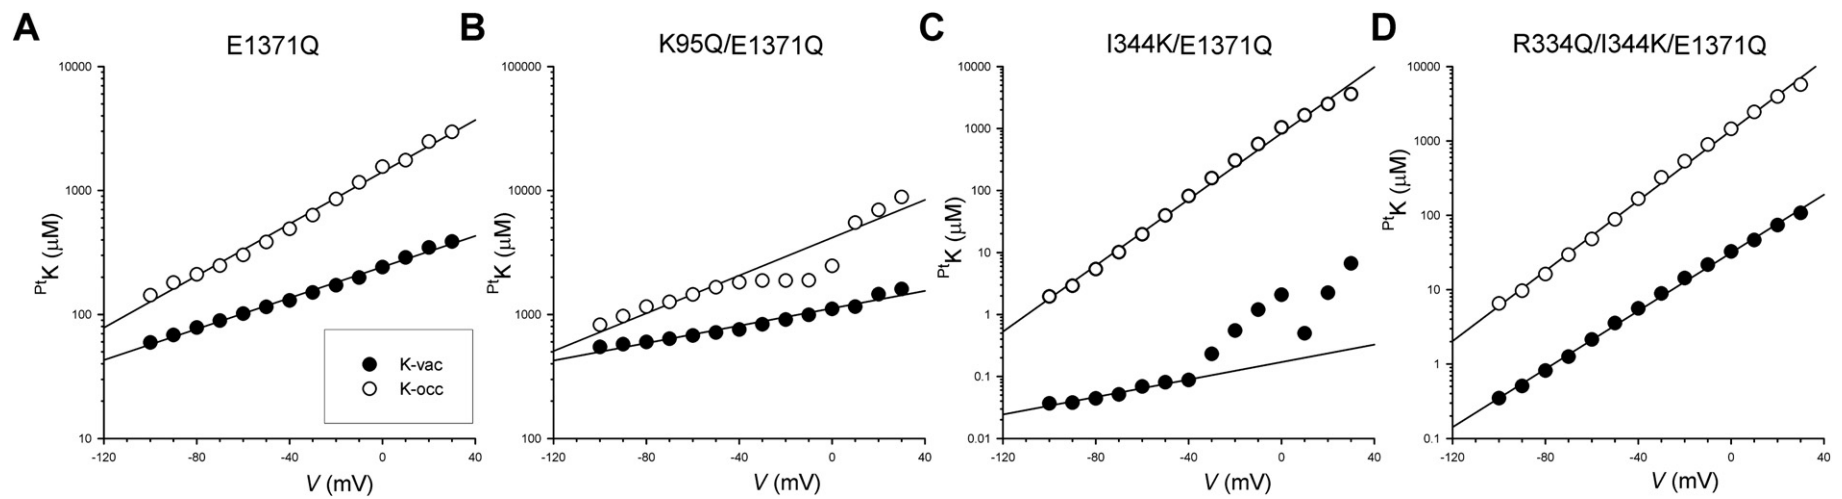 A
E1371Q
10000
1000
100
10
PtK (μM)
-120
-80
-40
0
40
V (mV)
K-vac
K-occ
B
K95Q/E1371Q
100000
10000
1000
100
PtK (μM)
-120
-80
-40
0
40
V (mV)
C
I344K/E1371Q
10000
1000
100
10
1
0.1
0.01
PtK (μM)
-120
-80
-40
0
40
V (mV)
D
R334Q/I344K/E1371Q
10000
1000
100
10
1
0.1
PtK (μM)
-120
-80
-40
0
40
V (mV)